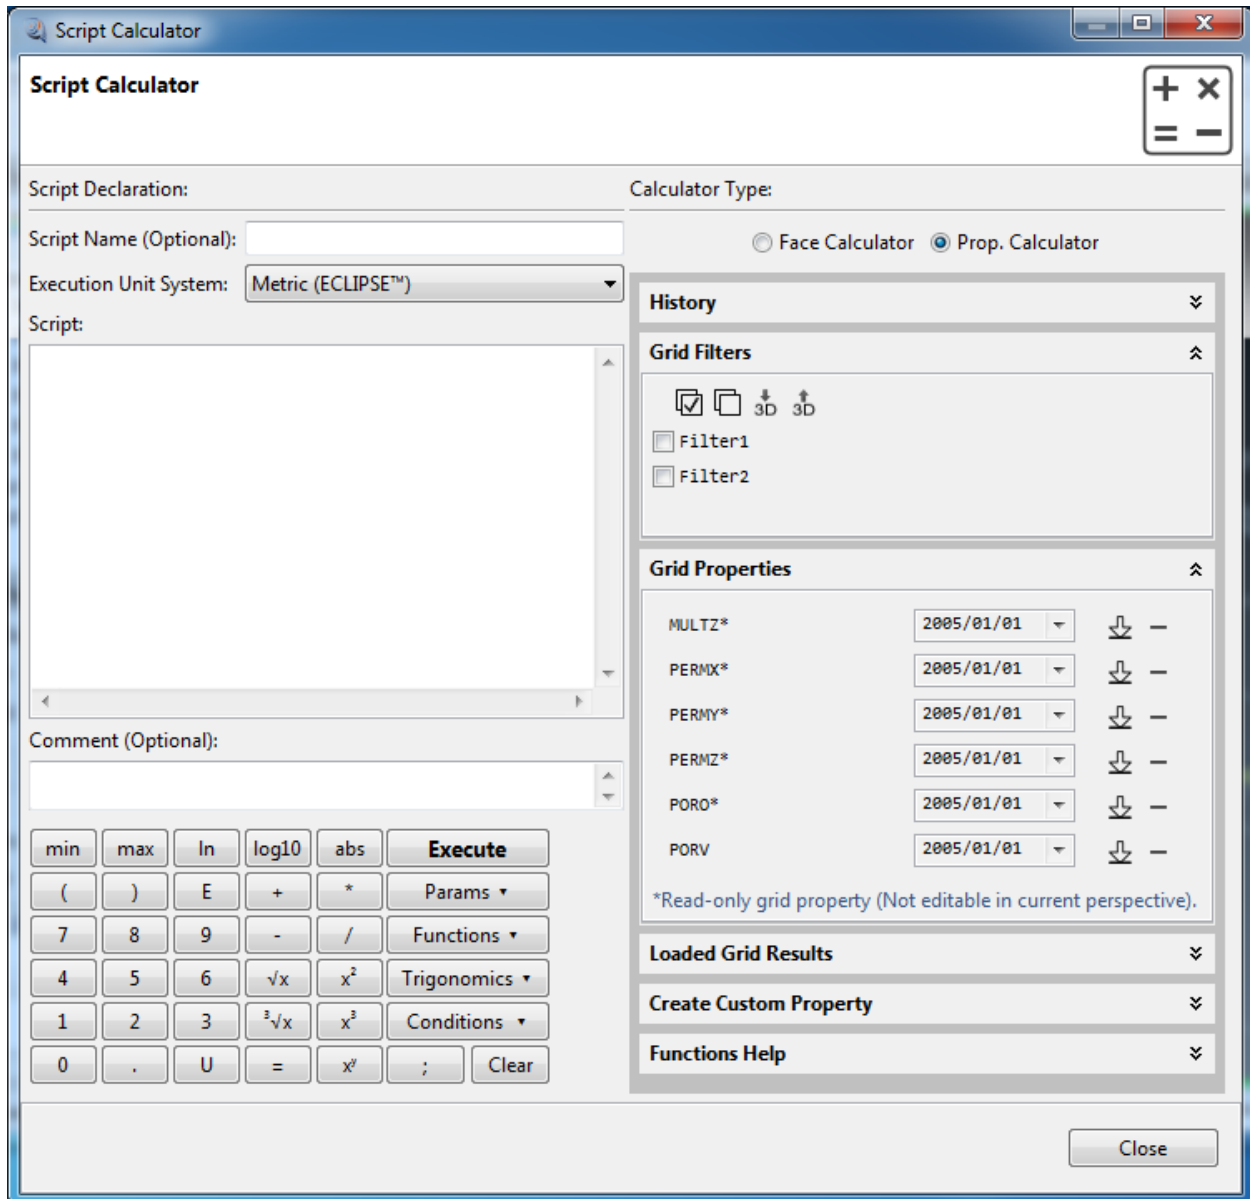 Script Calculator
Script Calculator
Script Declaration:
Script Name (Optional):
Execution Unit System: Metric (ECLIPSE™)
Script:
Comment (Optional):
min max ln log10 abs Execute
( ) E + * Params
7 8 9 - / Functions
4 5 6 √x x² Trigonomics
1 2 3 ³√x x³ Conditions
0 . U = xʸ ; Clear
Calculator Type:
Face Calculator Prop. Calculator
History
Grid Filters
3D 3D
Filter1
Filter2
Grid Properties
MULTZ* 2005/01/01
PERMX* 2005/01/01
PERMY* 2005/01/01
PERMZ* 2005/01/01
PORO* 2005/01/01
PORV 2005/01/01
*Read-only grid property (Not editable in current perspective).
Loaded Grid Results
Create Custom Property
Functions Help
Close